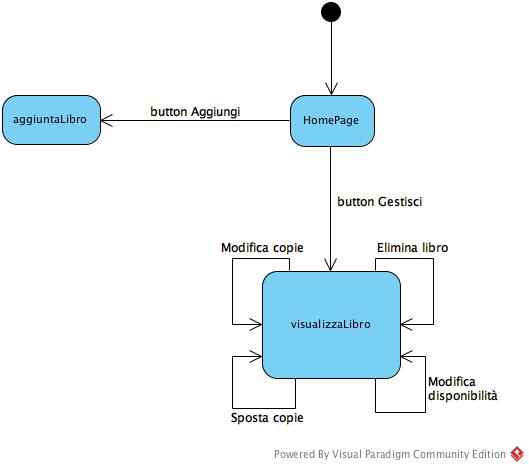 button Aggiungi
aggiuntaLibro
HomePage
button Gestisci
Modifica copie
Elimina libro
visualizzaLibro
Modifica
disponibilità
Sposta copie
Powered By Visual Paradigm Community Edition